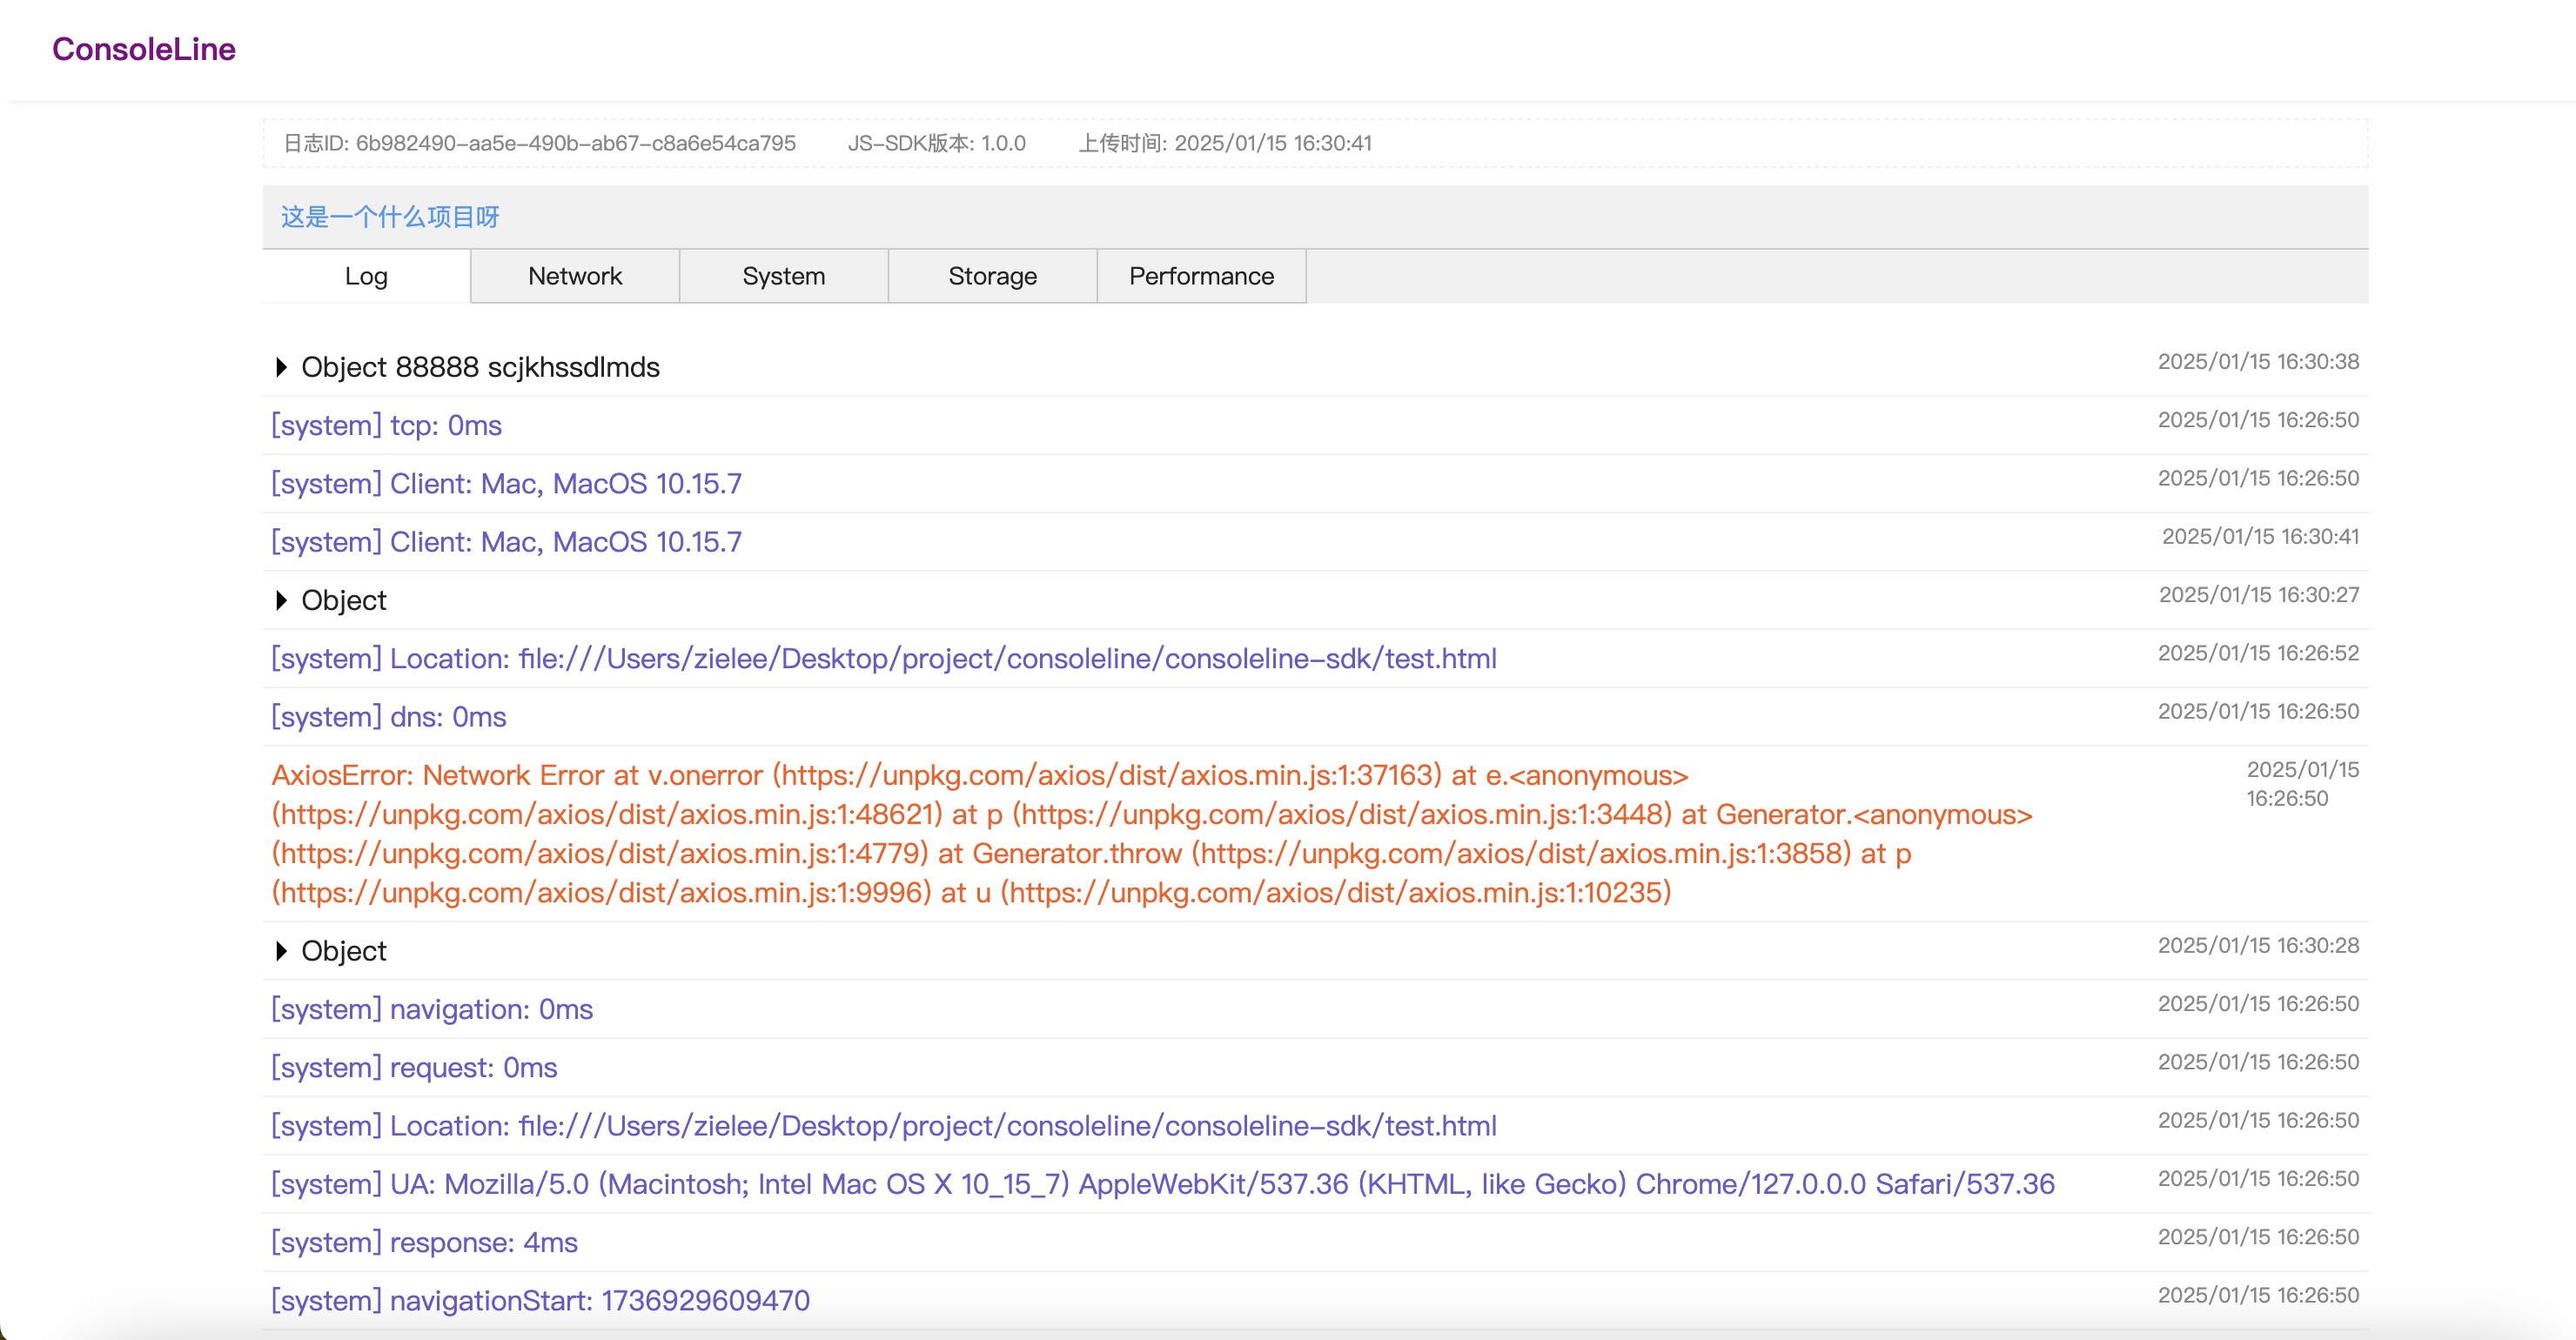 ConsoleLine
日志ID: 6b982490-aa5e-490b-ab67-c8a6e54ca795 JS-SDK版本: 1.0.0 上传时间: 2025/01/15 16:30:41
这是一个什么项目呀
Log Network System Storage Performance
Object 88888 scjkhssdlmds 2025/01/15 16:30:38
[system] tcp: 0ms 2025/01/15 16:26:50
[system] Client: Mac, MacOS 10.15.7 2025/01/15 16:26:50
[system] Client: Mac, MacOS 10.15.7 2025/01/15 16:30:41
Object 2025/01/15 16:30:27
[system] Location: file:///Users/zielee/Desktop/project/consoleline/consoleline-sdk/test.html 2025/01/15 16:26:52
[system] dns: 0ms 2025/01/15 16:26:50
AxiosError: Network Error at v.onerror (https://unpkg.com/axios/dist/axios.min.js:1:37163) at e.<anonymous> 2025/01/15
(https://unpkg.com/axios/dist/axios.min.js:1:48621) at p (https://unpkg.com/axios/dist/axios.min.js:1:3448) at Generator.<anonymous> 16:26:50
(https://unpkg.com/axios/dist/axios.min.js:1:4779) at Generator.throw (https://unpkg.com/axios/dist/axios.min.js:1:3858) at p
(https://unpkg.com/axios/dist/axios.min.js:1:9996) at u (https://unpkg.com/axios/dist/axios.min.js:1:10235)
Object 2025/01/15 16:30:28
[system] navigation: 0ms 2025/01/15 16:26:50
[system] request: 0ms 2025/01/15 16:26:50
[system] Location: file:///Users/zielee/Desktop/project/consoleline/consoleline-sdk/test.html 2025/01/15 16:26:50
[system] UA: Mozilla/5.0 (Macintosh; Intel Mac OS X 10_15_7) AppleWebKit/537.36 (KHTML, like Gecko) Chrome/127.0.0.0 Safari/537.36 2025/01/15 16:26:50
[system] response: 4ms 2025/01/15 16:26:50
[system] navigationStart: 1736929609470 2025/01/15 16:26:50